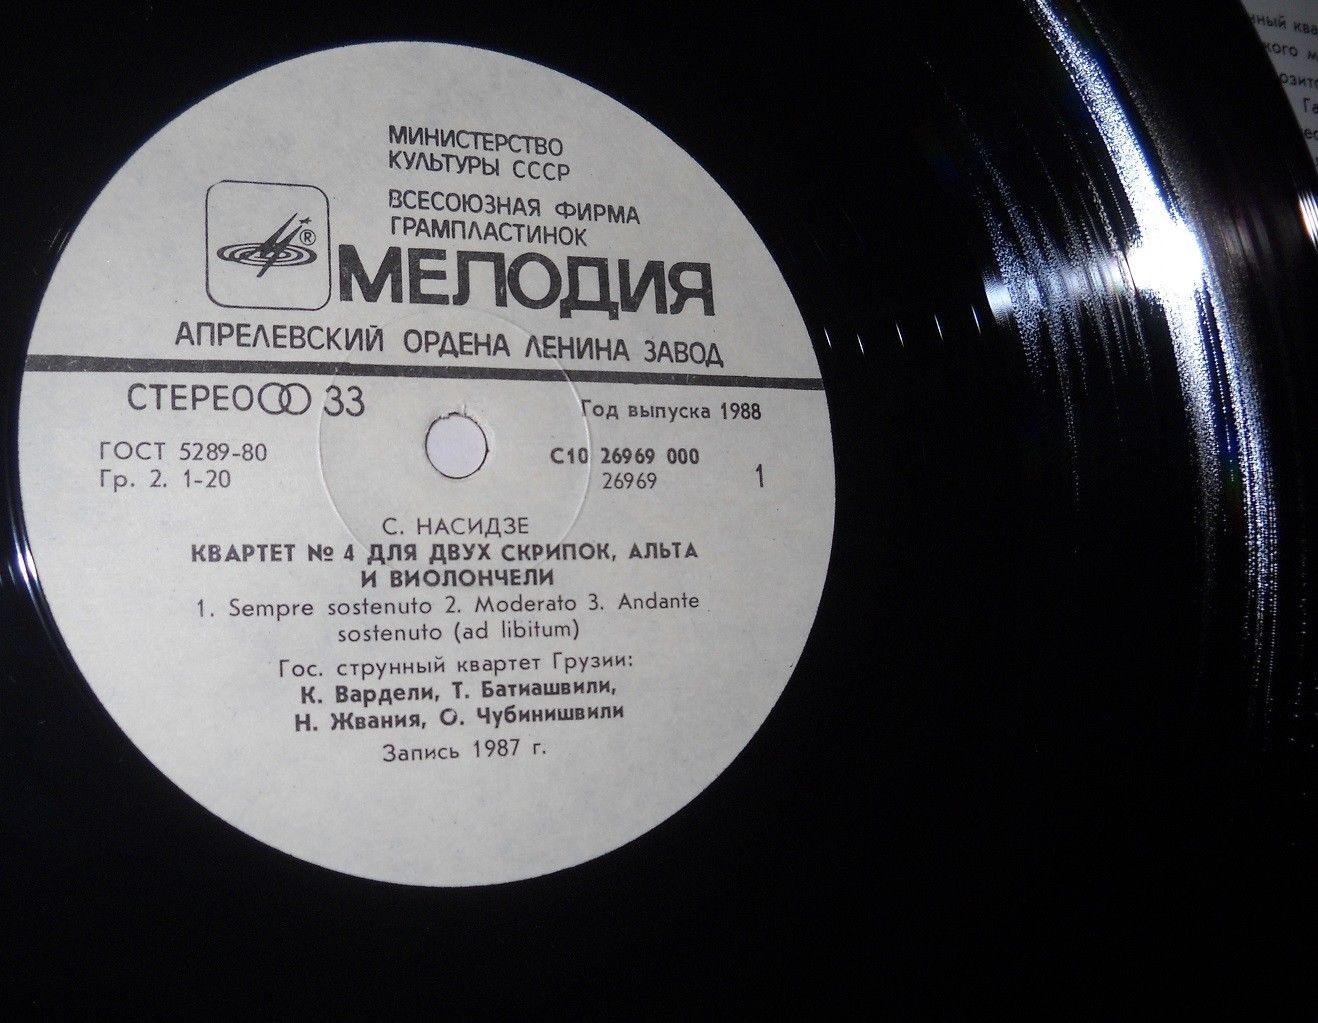 МИНИСТЕРСТВО
КУЛЬТУРЫ СССР
ВСЕСОЮЗНАЯ ФИРМА
ГРАМПЛАСТИНОК
®
МЕЛОДИЯ
АПРЕЛЕВСКИЙ ОРДЕНА ЛЕНИНА ЗАВОД
СТЕРЕО 33
Год выпуска 1988
ГОСТ 5289-80
Гр. 2. 1-20
С10 26969 000
26969
1
С. НАСИДЗЕ
КВАРТЕТ № 4 ДЛЯ ДВУХ СКРИПОК, АЛЬТА
И ВИОЛОНЧЕЛИ
1. Sempre sostenuto 2. Moderato 3. Andante
sostenuto (ad libitum)
Гос. струнный квартет Грузии:
К. Вардели, Т. Батиашвили,
Н. Жвания, О. Чубинишвили
Запись 1987 г.